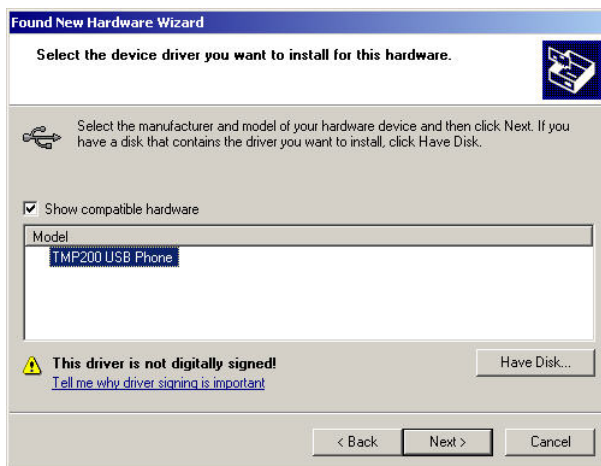 Found New Hardware Wizard
Select the device driver you want to install for this hardware.
Select the manufacturer and model of your hardware device and then click Next. If you
have a disk that contains the driver you want to install, click Have Disk.
Show compatible hardware
Model
TMP200 USB Phone
This driver is not digitally signed!
Tell me why driver signing is important
Have Disk...
< Back
Next >
Cancel